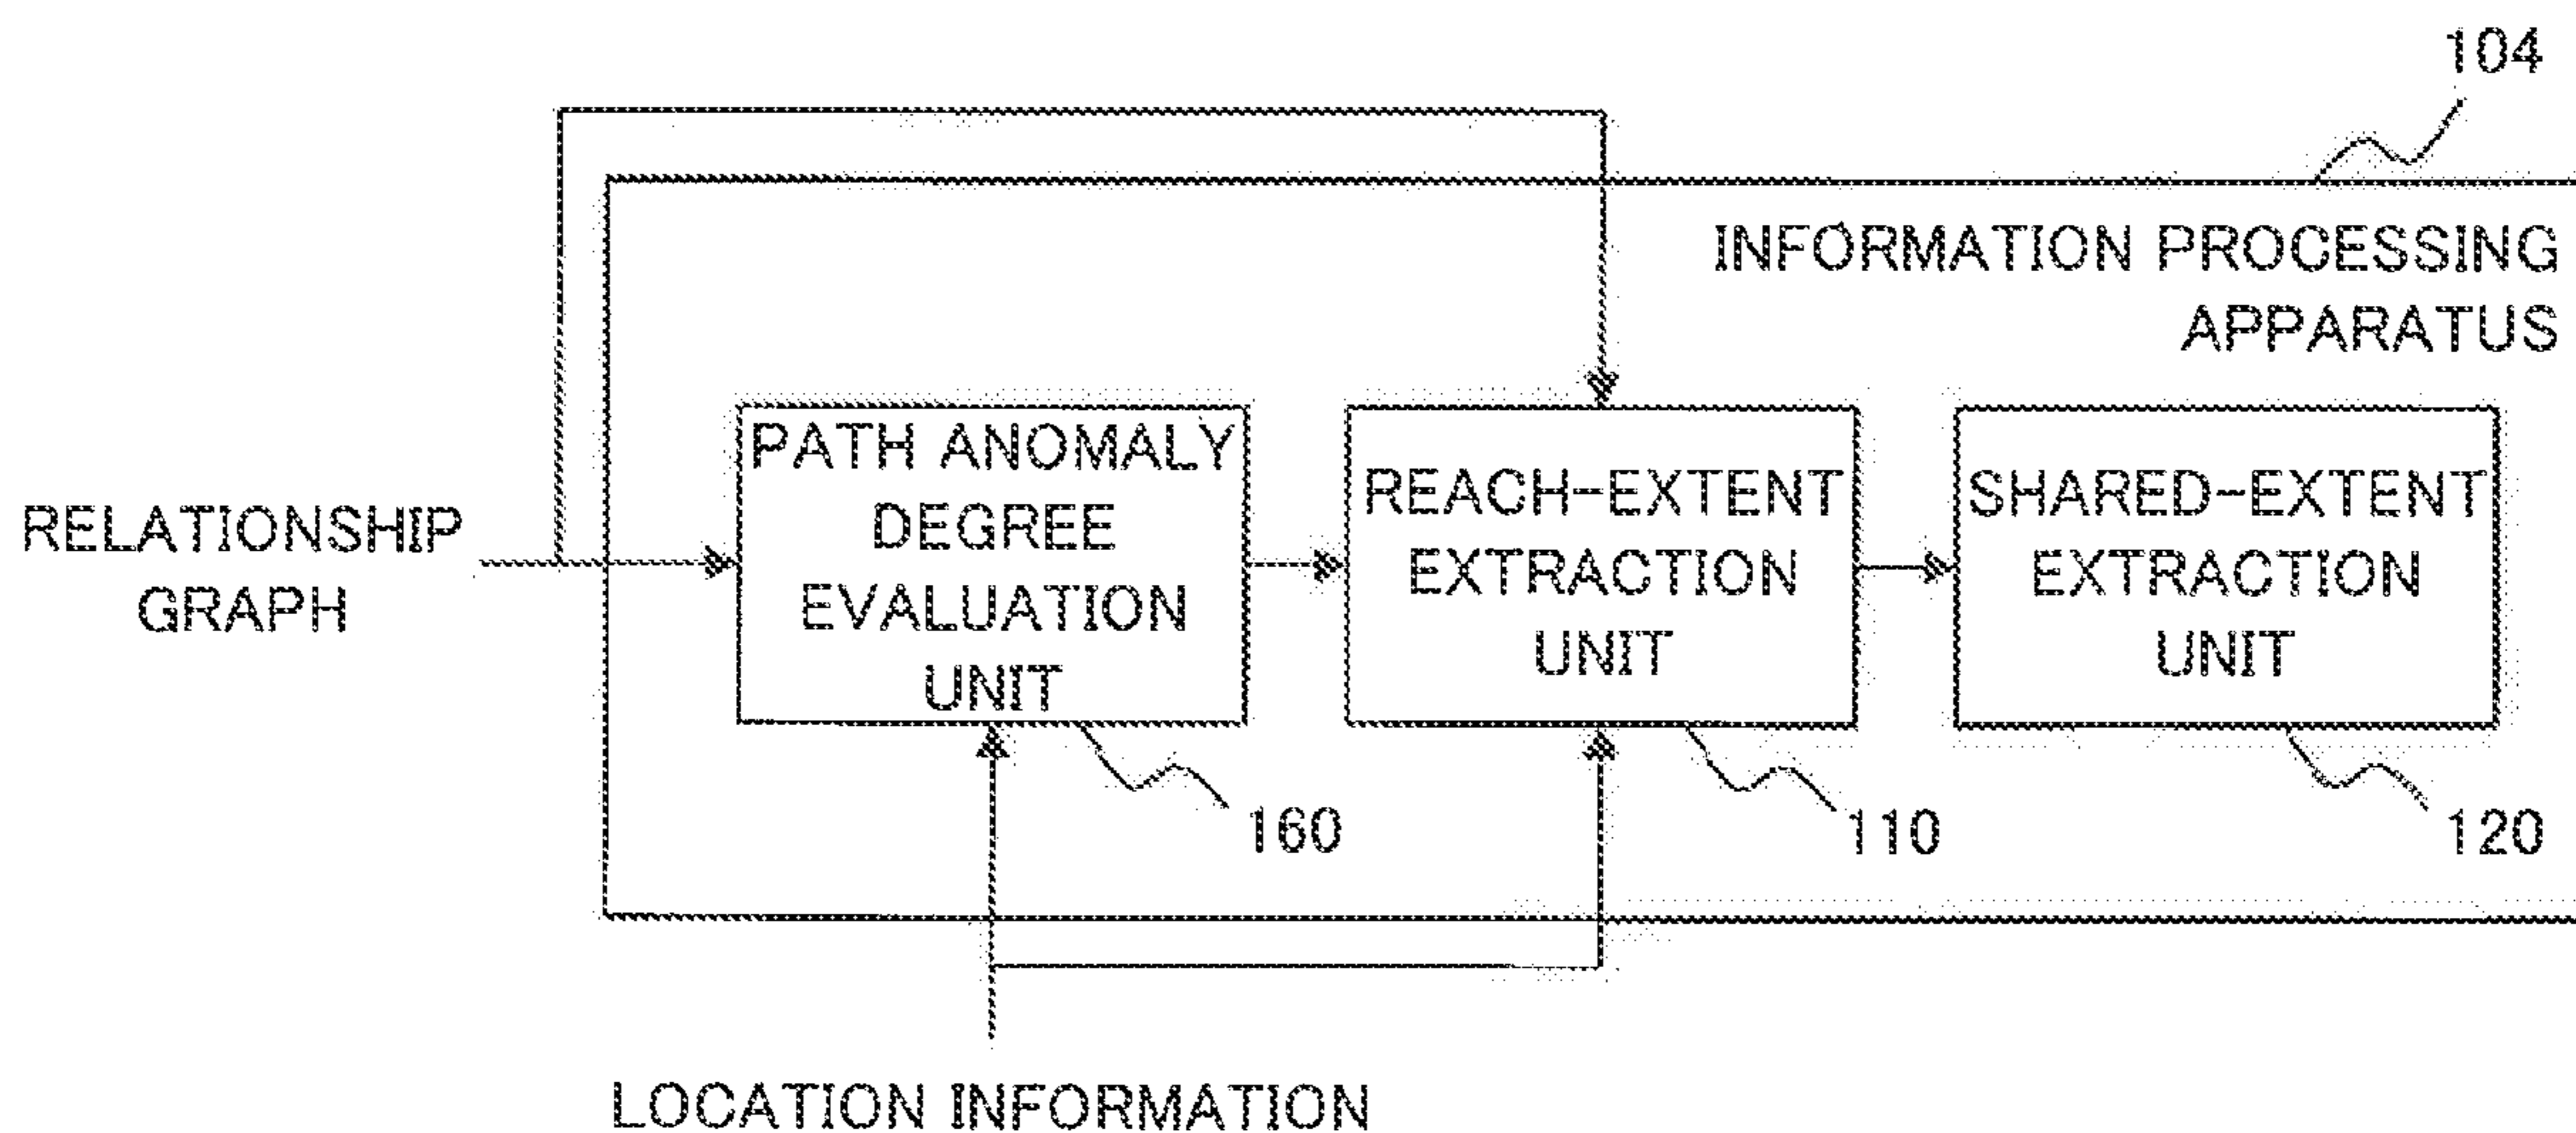 104
INFORMATION PROCESSING
APPARATUS
RELATIONSHIP
GRAPH
PATH ANOMALY
DEGREE
EVALUATION
UNIT
REACH-EXTENT
EXTRACTION
UNIT
SHARED-EXTENT
EXTRACTION
UNIT
160
110
120
LOCATION INFORMATION